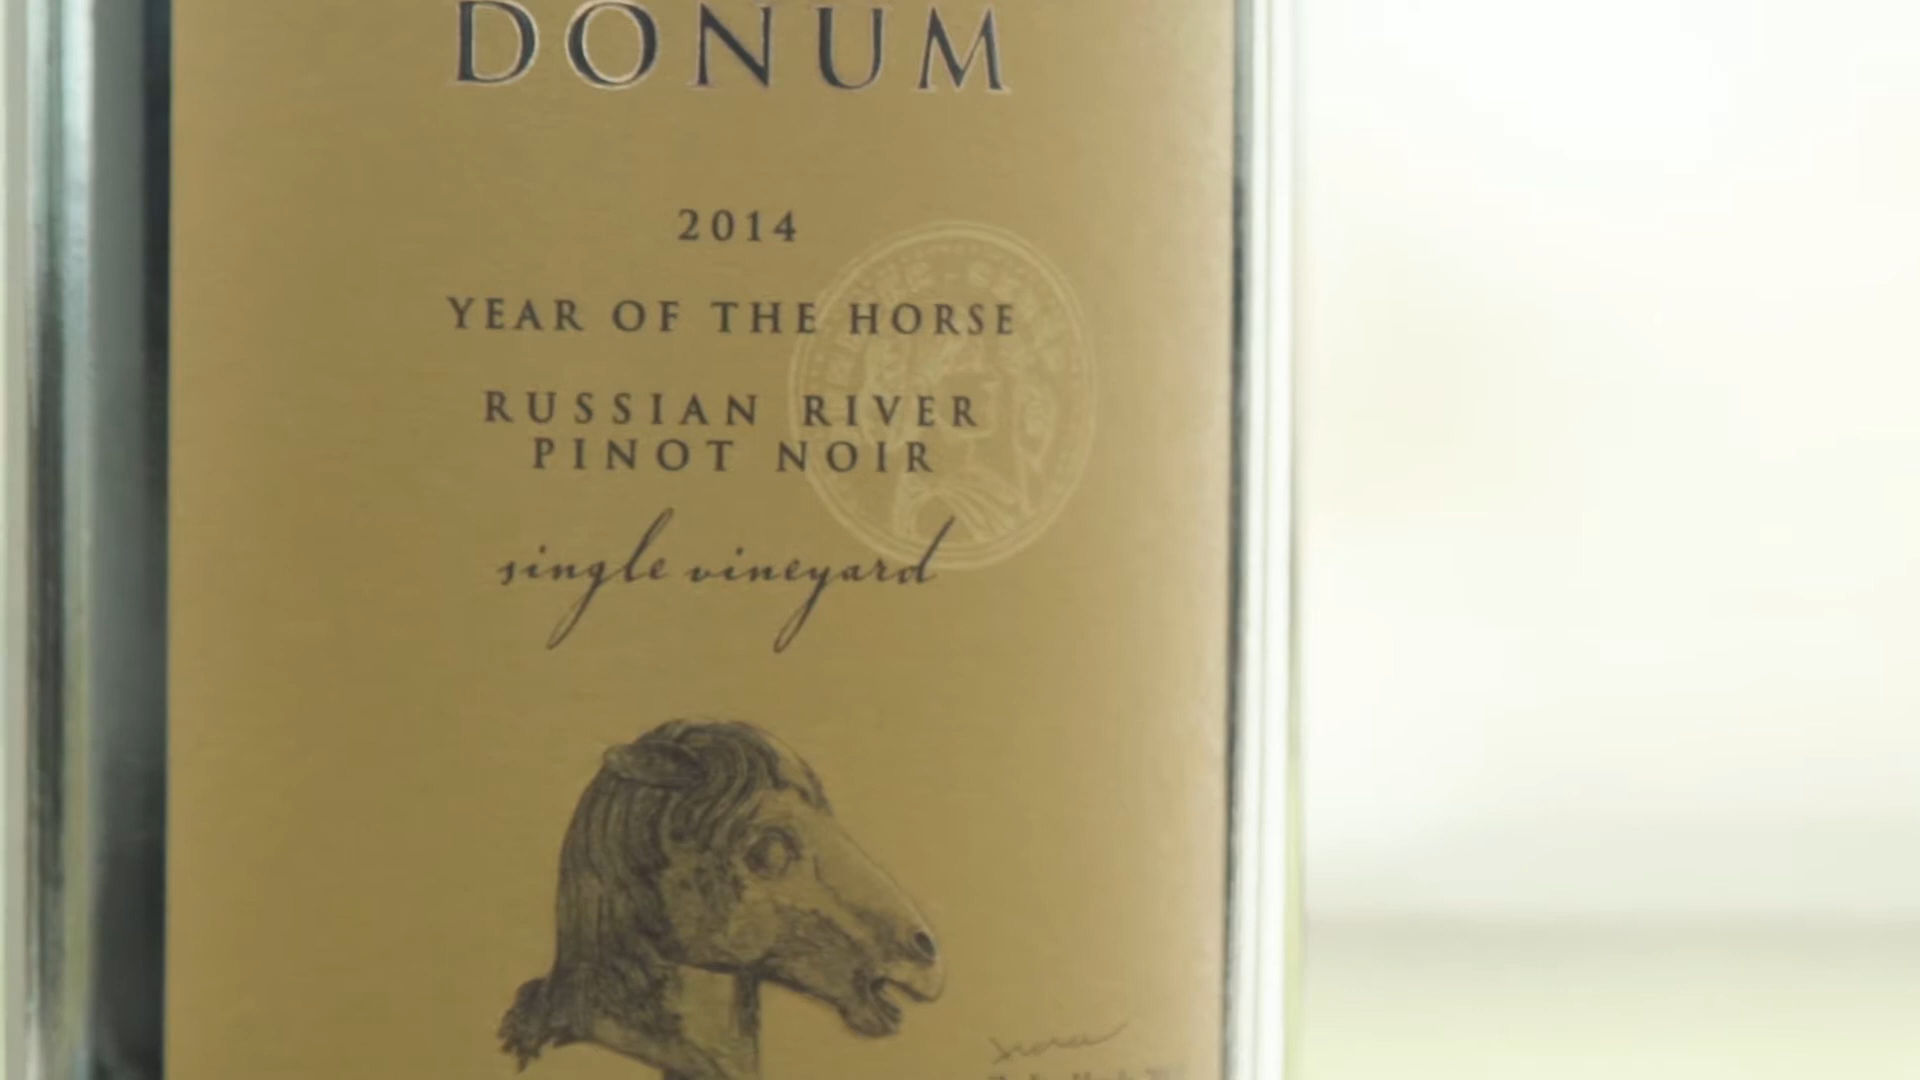 DONUM
2014
YEAR OF THE HORSE
RUSSIAN RIVER
PINOT NOIR
single vineyard